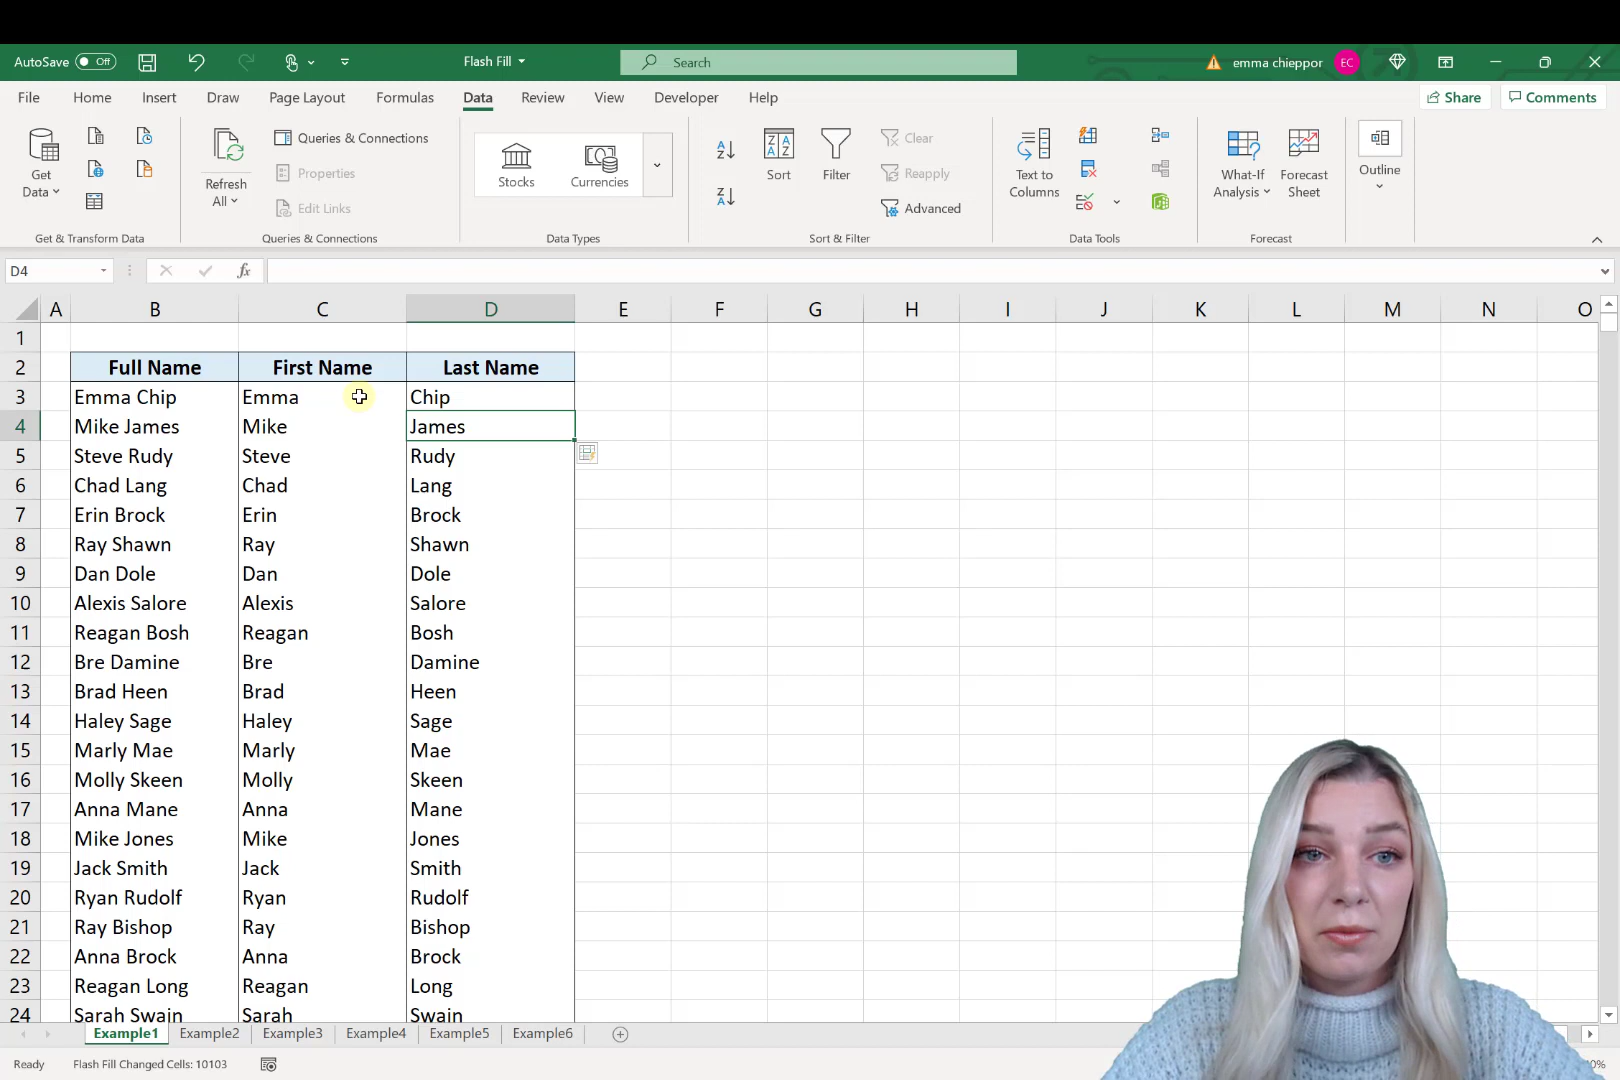 AutoSave Off Flash Fill Search emma chieppor EC
File Home Insert Draw Page Layout Formulas Data Review View Developer Help Share Comments
Get Data
Refresh All
Queries & Connections
Properties
Edit Links
Stocks Currencies
Sort
Filter
Clear
Reapply
Advanced
Text to Columns
What-If Analysis
Forecast Sheet
Outline
Get & Transform Data Queries & Connections Data Types Sort & Filter Data Tools Forecast
D4 fx
A B C D E F G H I J K L M N O
1
2 Full Name First Name Last Name
3 Emma Chip Emma Chip
4 Mike James Mike James
5 Steve Rudy Steve Rudy
6 Chad Lang Chad Lang
7 Erin Brock Erin Brock
8 Ray Shawn Ray Shawn
9 Dan Dole Dan Dole
10 Alexis Salore Alexis Salore
11 Reagan Bosh Reagan Bosh
12 Bre Damine Bre Damine
13 Brad Heen Brad Heen
14 Haley Sage Haley Sage
15 Marly Mae Marly Mae
16 Molly Skeen Molly Skeen
17 Anna Mane Anna Mane
18 Mike Jones Mike Jones
19 Jack Smith Jack Smith
20 Ryan Rudolf Ryan Rudolf
21 Ray Bishop Ray Bishop
22 Anna Brock Anna Brock
23 Reagan Long Reagan Long
24 Sarah Swain Sarah Swain
Example1 Example2 Example3 Example4 Example5 Example6
Ready Flash Fill Changed Cells: 10103